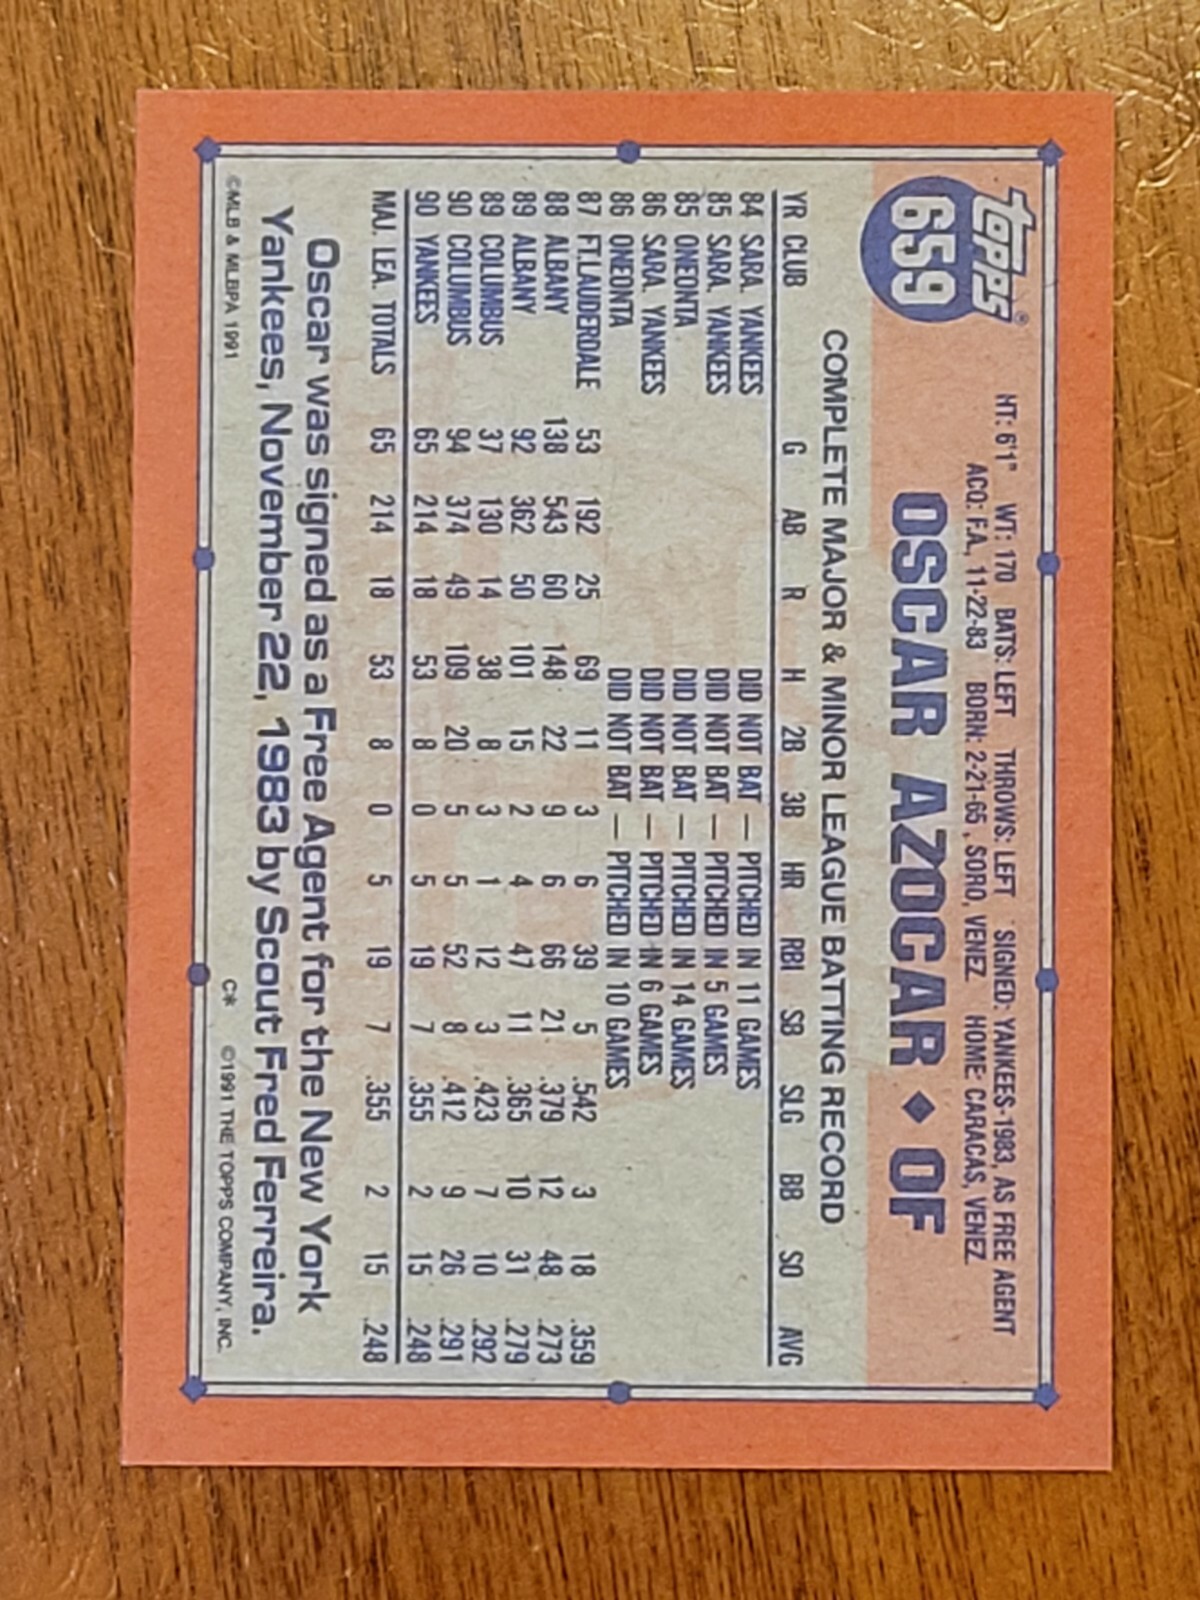 TOPPS®
659
HT: 6'1" WT: 170 BATS: LEFT THROWS: LEFT SIGNED: YANKEES-1983, AS FREE AGENT
ACQ: F.A., 11-22-83 BORN: 2-21-65, SORO, VENEZ. HOME CARACAS, VENEZ.
OSCAR AZOCAR ◆ OF
COMPLETE MAJOR & MINOR LEAGUE BATTING RECORD
YR CLUB G AB R H 2B 3B HR RBI SB SLG BB SO AVG
84 SARA. YANKEES DID NOT BAT — PITCHED IN 11 GAMES
85 SARA. YANKEES DID NOT BAT — PITCHED IN 5 GAMES
85 ONEONTA DID NOT BAT — PITCHED IN 14 GAMES
86 SARA. YANKEES DID NOT BAT — PITCHED IN 6 GAMES
86 ONEONTA DID NOT BAT — PITCHED IN 10 GAMES
87 FT.LAUDERDALE 53 192 25 69 11 3 6 39 5 .542 3 18 .359
88 ALBANY 138 543 60 148 22 9 6 66 21 .379 12 48 .273
89 ALBANY 92 362 50 101 15 2 4 47 11 .365 10 31 .279
89 COLUMBUS 37 130 14 38 8 3 1 12 3 .423 7 10 .292
90 COLUMBUS 94 374 49 109 20 5 5 52 8 .412 9 26 .291
90 YANKEES 65 214 18 53 8 0 5 19 7 .355 2 15 .248
MAJ. LEA. TOTALS 65 214 18 53 8 0 5 19 7 .355 2 15 .248
Oscar was signed as a Free Agent for the New York
Yankees, November 22, 1983 by Scout Fred Ferreira.
©MLB & MLBPA 1991 C* ©1991 THE TOPPS COMPANY, INC.